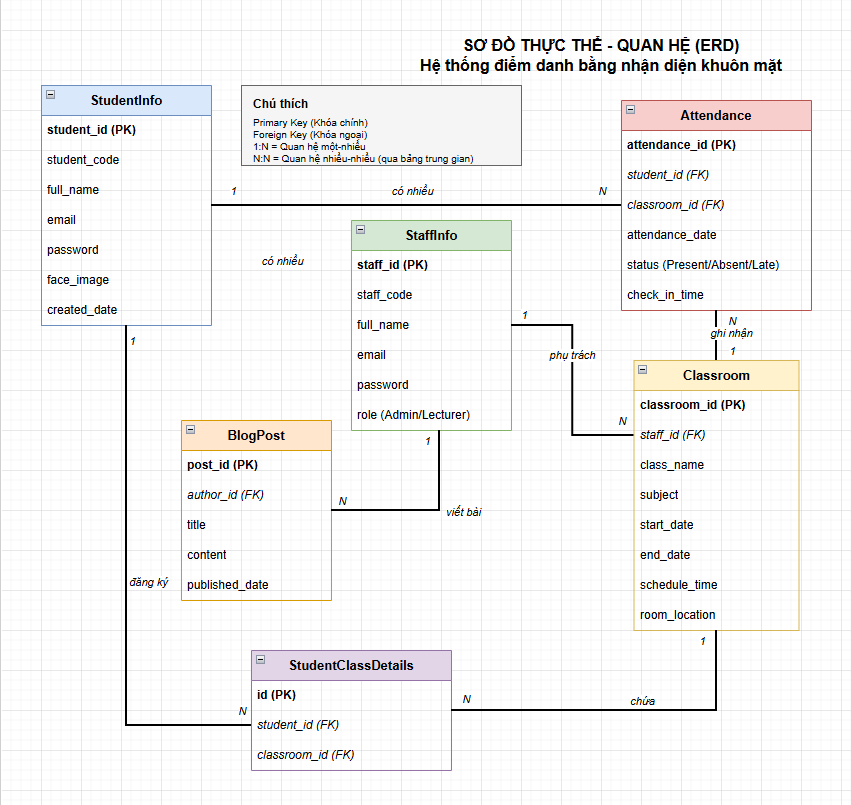 SƠ ĐỒ THỰC THỂ - QUAN HỆ (ERD)
Hệ thống điểm danh bằng nhận diện khuôn mặt
StudentInfo
student_id (PK)
student_code
full_name
email
password
face_image
created_date
Chú thích
Primary Key (Khóa chính)
Foreign Key (Khóa ngoại)
1:N = Quan hệ một-nhiều
N:N = Quan hệ nhiều-nhiều (qua bảng trung gian)
Attendance
attendance_id (PK)
student_id (FK)
classroom_id (FK)
attendance_date
status (Present/Absent/Late)
check_in_time
1
có nhiều
N
có nhiều
StaffInfo
staff_id (PK)
staff_code
full_name
email
password
role (Admin/Lecturer)
1
phụ trách
N
N
ghi nhận
1
Classroom
classroom_id (PK)
staff_id (FK)
class_name
subject
start_date
end_date
schedule_time
room_location
BlogPost
post_id (PK)
author_id (FK)
title
content
published_date
1
N
viết bài
1
đăng ký
N
StudentClassDetails
id (PK)
student_id (FK)
classroom_id (FK)
N
chứa
1